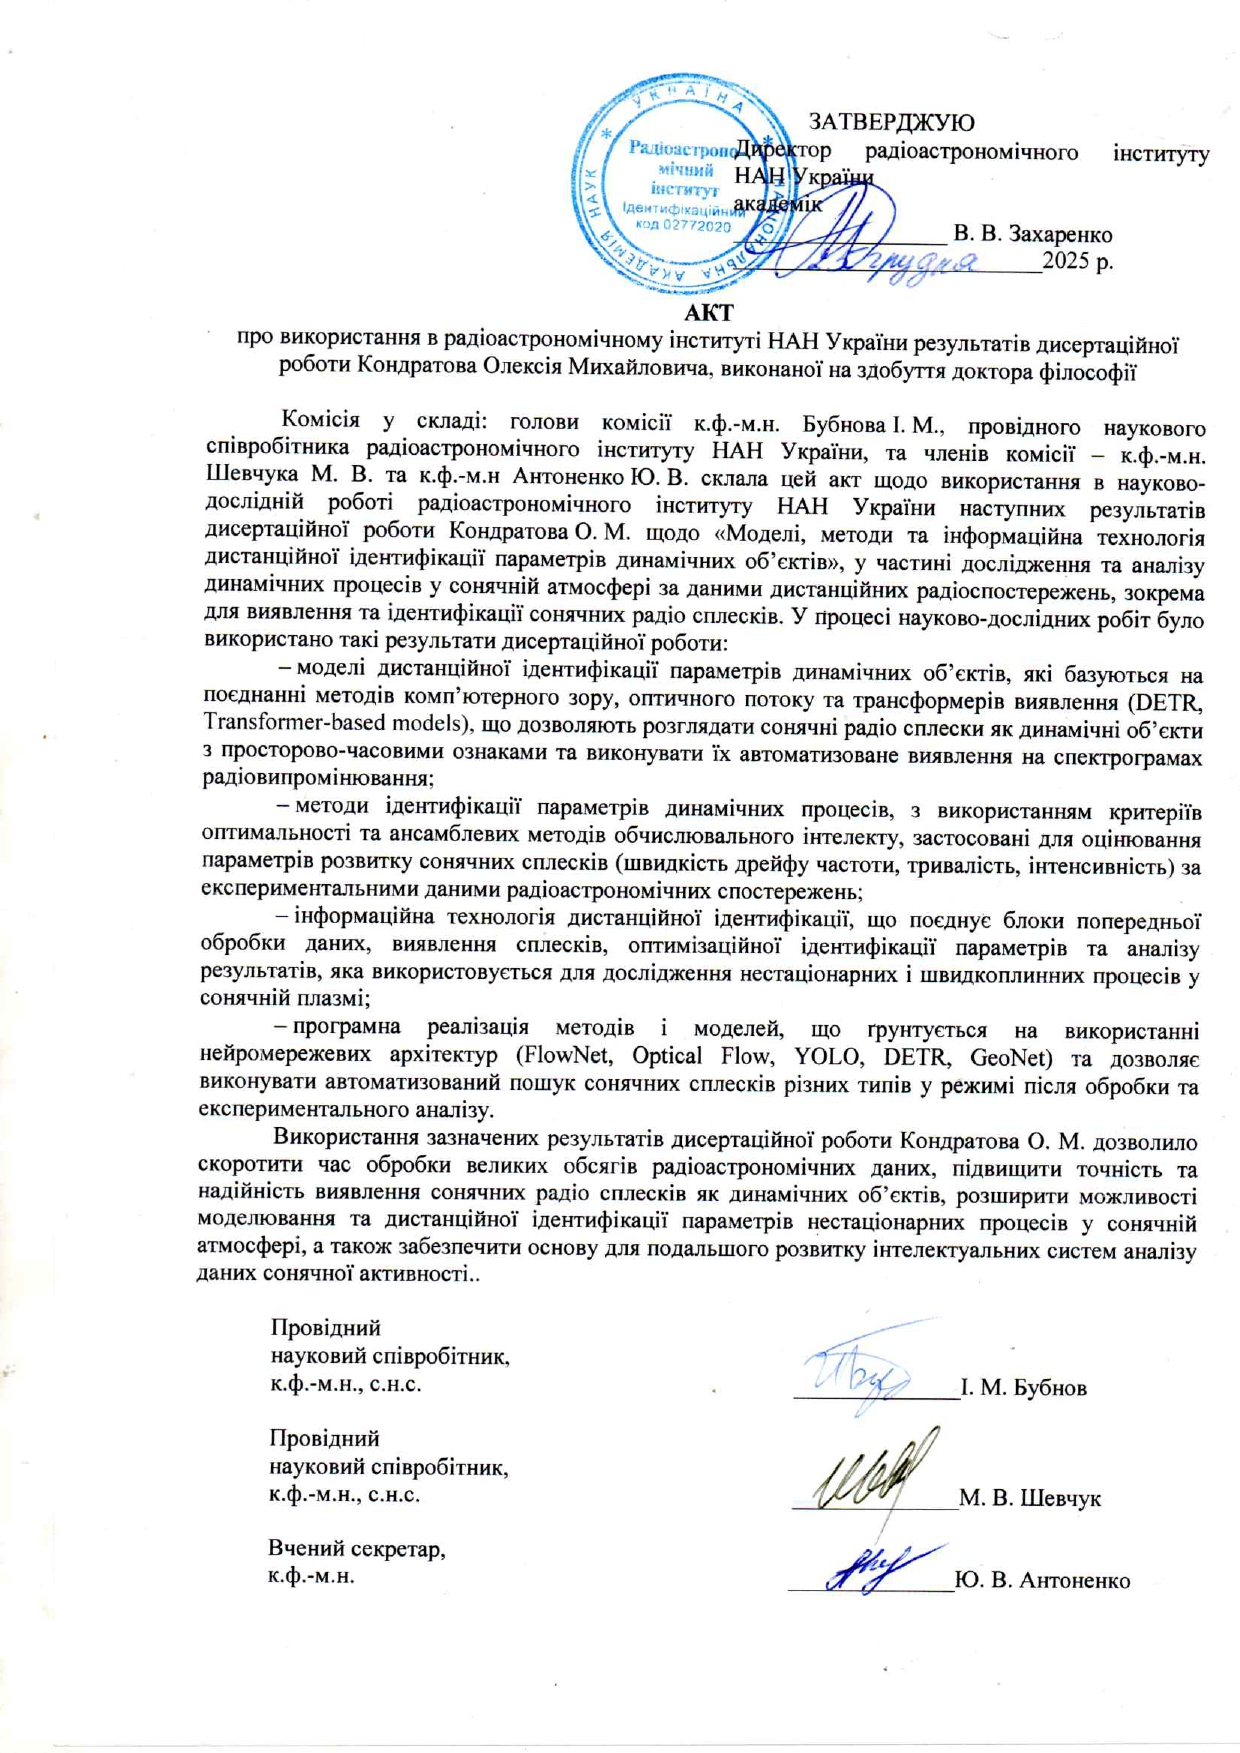 УКРАЇНА * НАЦІОНАЛЬНА АКАДЕМІЯ НАУК *
Радіоастроно
мічний
інститут
Ідентифікаційний
код 02772020
ЗАТВЕРДЖУЮ
Директор радіоастрономічного інституту
НАН України
академік
В. В. Захаренко
грудня 2025 р.
АКТ
про використання в радіоастрономічному інституті НАН України результатів дисертаційної
роботи Кондратова Олексія Михайловича, виконаної на здобуття доктора філософії
Комісія у складі: голови комісії к.ф.-м.н. Бубнова І. М., провідного наукового
співробітника радіоастрономічного інституту НАН України, та членів комісії – к.ф.-м.н.
Шевчука М. В. та к.ф.-м.н Антоненко Ю. В. склала цей акт щодо використання в науково-
дослідній роботі радіоастрономічного інституту НАН України наступних результатів
дисертаційної роботи Кондратова О. М. щодо «Моделі, методи та інформаційна технологія
дистанційної ідентифікації параметрів динамічних об’єктів», у частині дослідження та аналізу
динамічних процесів у сонячній атмосфері за даними дистанційних радіоспостережень, зокрема
для виявлення та ідентифікації сонячних радіо сплесків. У процесі науково-дослідних робіт було
використано такі результати дисертаційної роботи:
– моделі дистанційної ідентифікації параметрів динамічних об’єктів, які базуються на
поєднанні методів комп’ютерного зору, оптичного потоку та трансформерів виявлення (DETR,
Transformer-based models), що дозволяють розглядати сонячні радіо сплески як динамічні об’єкти
з просторово-часовими ознаками та виконувати їх автоматизоване виявлення на спектрограмах
радіовипромінювання;
– методи ідентифікації параметрів динамічних процесів, з використанням критеріїв
оптимальності та ансамблевих методів обчислювального інтелекту, застосовані для оцінювання
параметрів розвитку сонячних сплесків (швидкість дрейфу частоти, тривалість, інтенсивність) за
експериментальними даними радіоастрономічних спостережень;
– інформаційна технологія дистанційної ідентифікації, що поєднує блоки попередньої
обробки даних, виявлення сплесків, оптимізаційної ідентифікації параметрів та аналізу
результатів, яка використовується для дослідження нестаціонарних і швидкоплинних процесів у
сонячній плазмі;
– програмна реалізація методів і моделей, що ґрунтується на використанні
нейромережевих архітектур (FlowNet, Optical Flow, YOLO, DETR, GeoNet) та дозволяє
виконувати автоматизований пошук сонячних сплесків різних типів у режимі після обробки та
експериментального аналізу.
Використання зазначених результатів дисертаційної роботи Кондратова О. М. дозволило
скоротити час обробки великих обсягів радіоастрономічних даних, підвищити точність та
надійність виявлення сонячних радіо сплесків як динамічних об’єктів, розширити можливості
моделювання та дистанційної ідентифікації параметрів нестаціонарних процесів у сонячній
атмосфері, а також забезпечити основу для подальшого розвитку інтелектуальних систем аналізу
даних сонячної активності..
Провідний
науковий співробітник,
к.ф.-м.н., с.н.с. І. М. Бубнов
Провідний
науковий співробітник,
к.ф.-м.н., с.н.с. М. В. Шевчук
Вчений секретар,
к.ф.-м.н. Ю. В. Антоненко